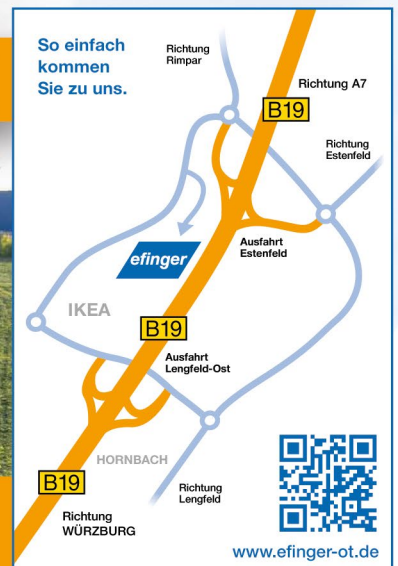 So einfach
kommen
Sie zu uns.
Richtung
Rimpar
Richtung A7
B19
Richtung
Estenfeld
Ausfahrt
Estenfeld
efinger
IKEA
B19
Ausfahrt
Lengfeld-Ost
HORNBACH
B19
Richtung
Lengfeld
Richtung
WÜRZBURG
www.efinger-ot.de